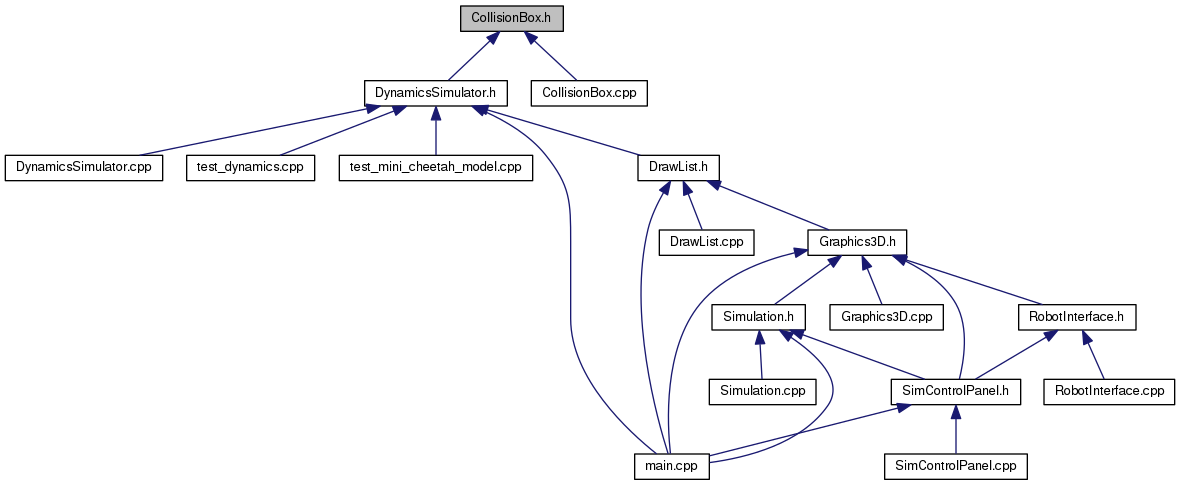 CollisionBox.h
DynamicsSimulator.h
CollisionBox.cpp
DynamicsSimulator.cpp
test_dynamics.cpp
test_mini_cheetah_model.cpp
DrawList.h
DrawList.cpp
Graphics3D.h
Simulation.h
Graphics3D.cpp
RobotInterface.h
Simulation.cpp
SimControlPanel.h
RobotInterface.cpp
main.cpp
SimControlPanel.cpp